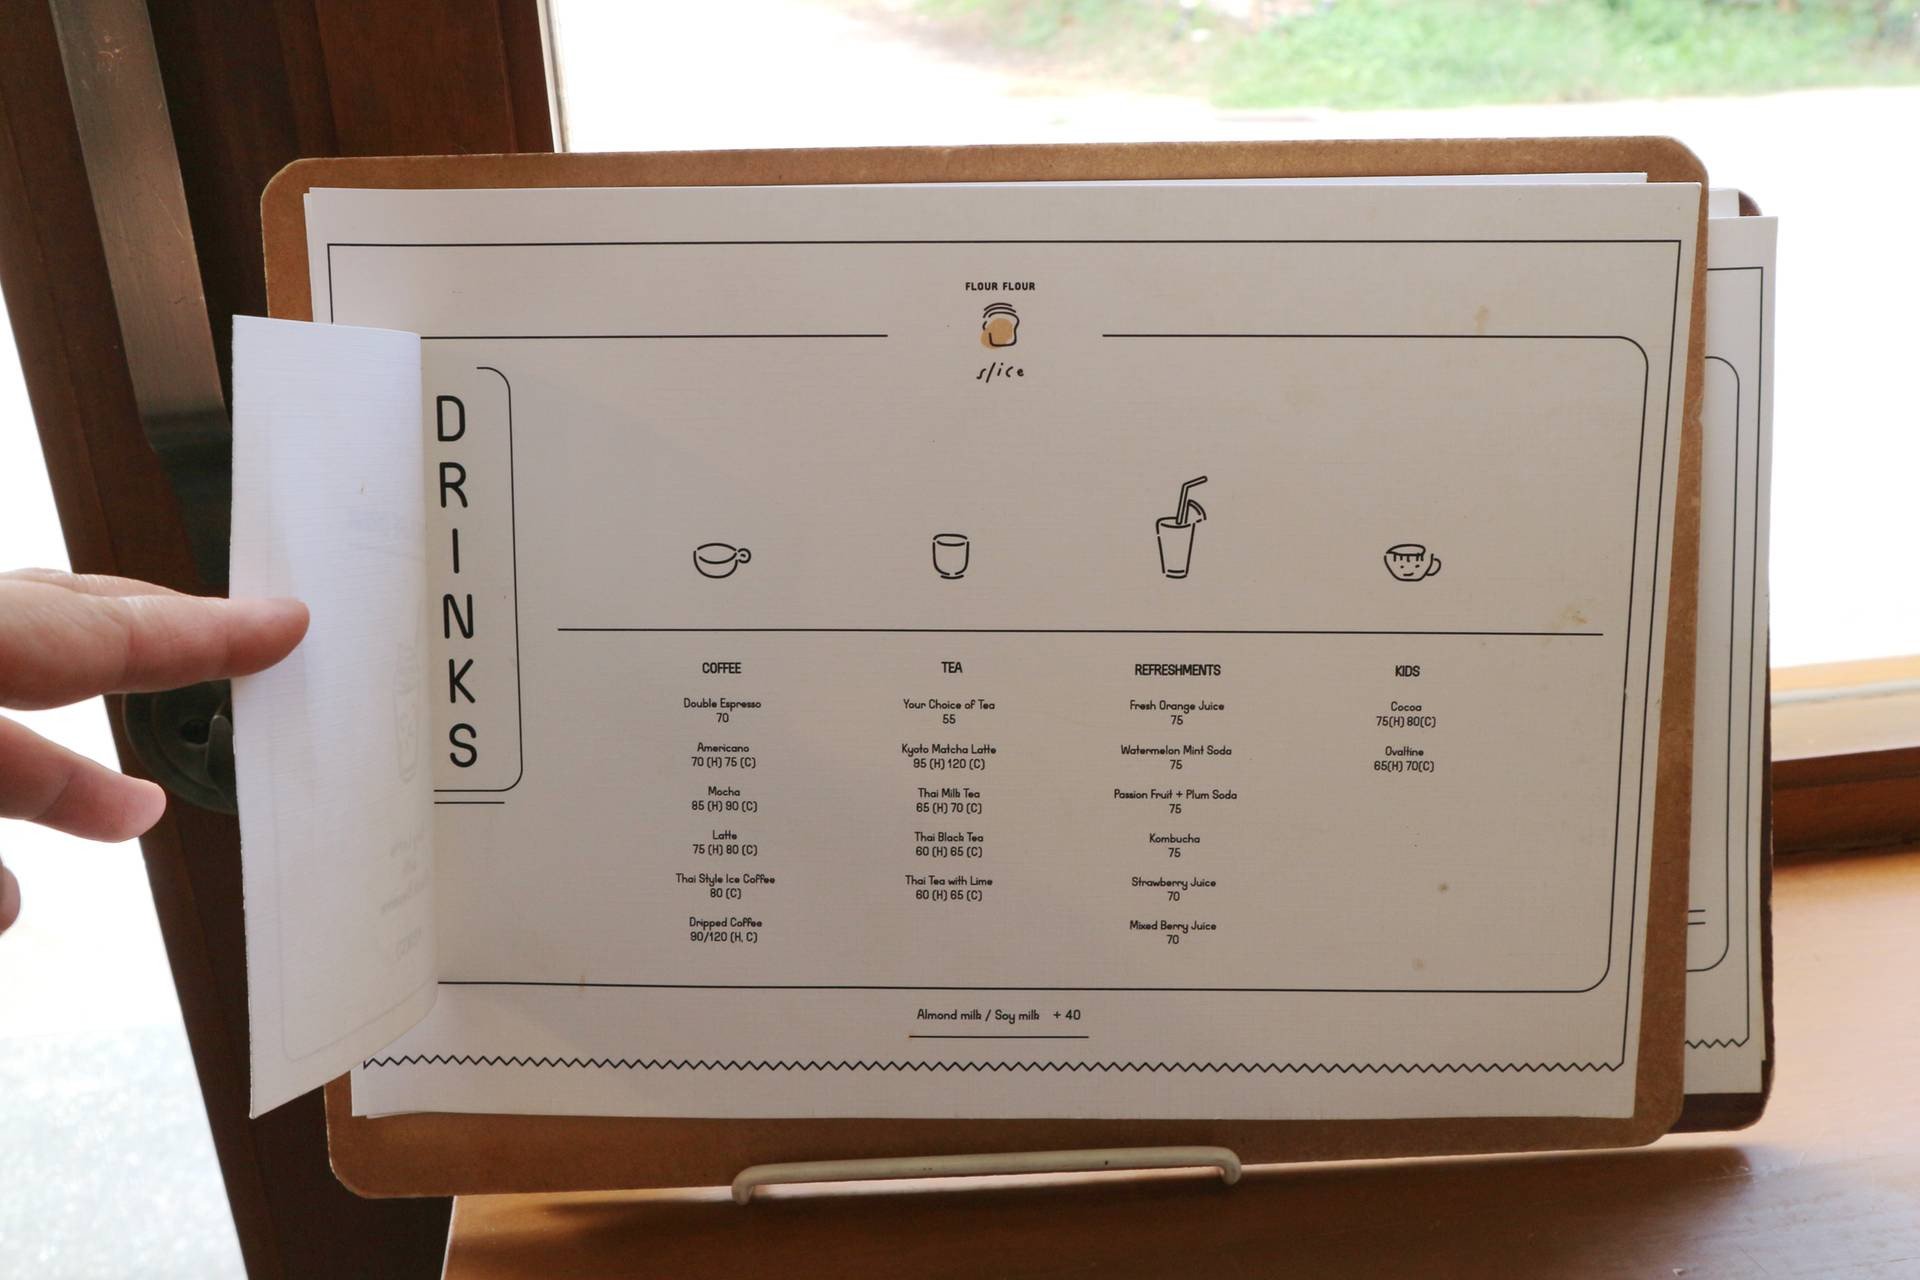 FLOUR FLOUR
slice
DRINKS
COFFEE
Double Espresso
70
Americano
70 (H) 75 (C)
Mocha
85 (H) 90 (C)
Latte
75 (H) 80 (C)
Thai Style Ice Coffee
80 (C)
Dripped Coffee
90/120 (H, C)
TEA
Your Choice of Tea
55
Kyoto Matcha Latte
95 (H) 120 (C)
Thai Milk Tea
65 (H) 70 (C)
Thai Black Tea
60 (H) 65 (C)
Thai Tea with Lime
60 (H) 65 (C)
REFRESHMENTS
Fresh Orange Juice
75
Watermelon Mint Soda
75
Passion Fruit + Plum Soda
75
Kombucha
75
Strawberry Juice
70
Mixed Berry Juice
70
KIDS
Cocoa
75(H) 80(C)
Ovaltine
65(H) 70(C)
Almond milk / Soy milk + 40